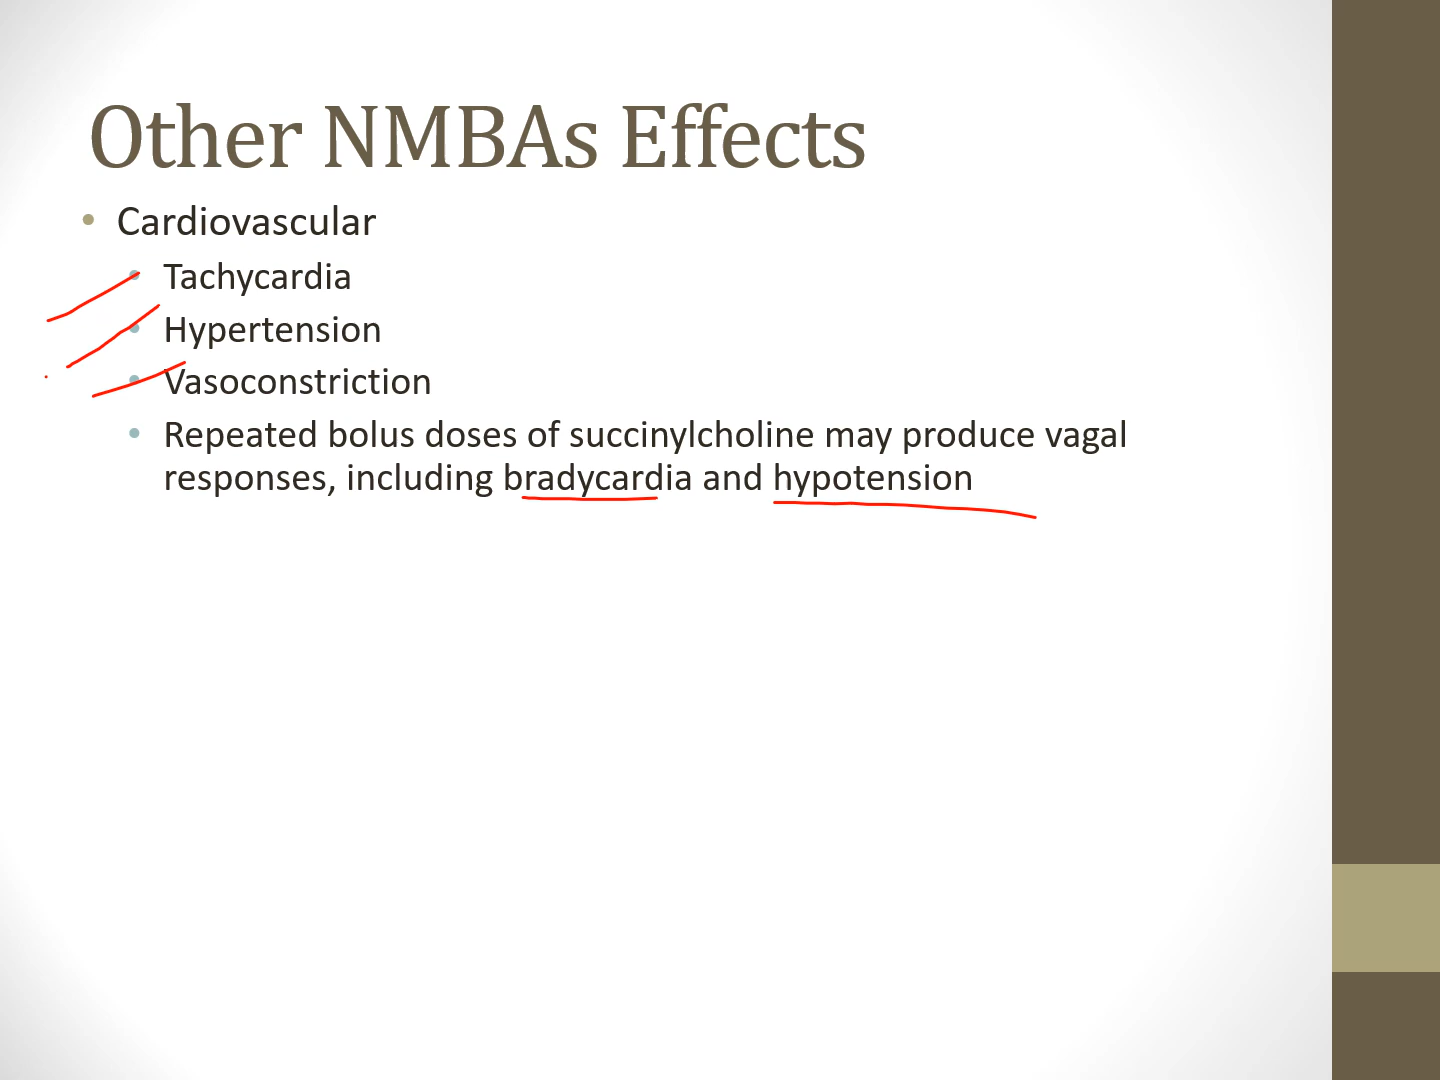 Other NMBAs Effects
• Cardiovascular
• Tachycardia
• Hypertension
• Vasoconstriction
• Repeated bolus doses of succinylcholine may produce vagal
responses, including bradycardia and hypotension